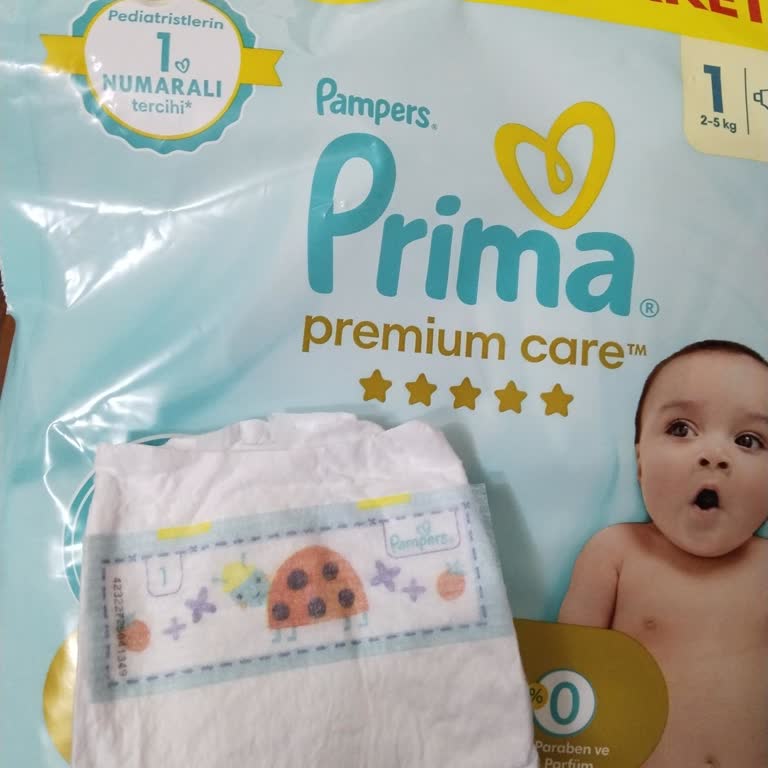 Pediatristlerin
1
NUMARALI
tercihi*
1
2-5 kg
Pampers®
Prima®
premium care™
1
Pampers
%0
Paraben ve
Parfüm